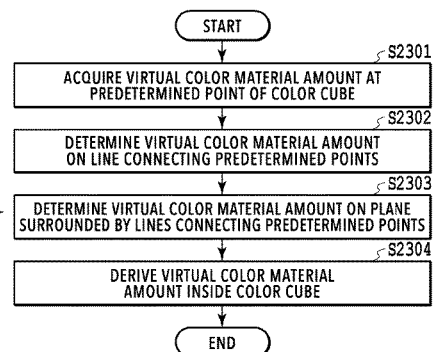 START
S2301
ACQUIRE VIRTUAL COLOR MATERIAL AMOUNT AT
PREDETERMINED POINT OF COLOR CUBE
S2302
DETERMINE VIRTUAL COLOR MATERIAL AMOUNT
ON LINE CONNECTING PREDETERMINED POINTS
S2303
DETERMINE VIRTUAL COLOR MATERIAL AMOUNT ON PLANE
SURROUNDED BY LINES CONNECTING PREDETERMINED POINTS
S2304
DERIVE VIRTUAL COLOR MATERIAL
AMOUNT INSIDE COLOR CUBE
END